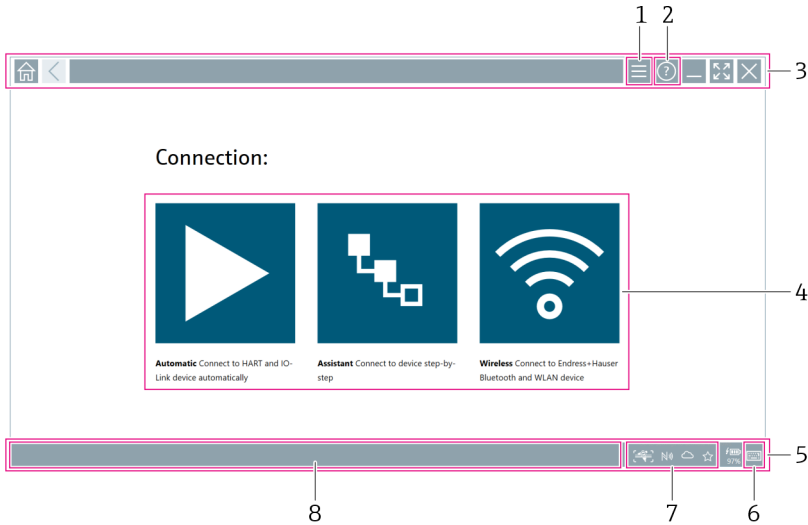 1 2
3
Connection:
4
Automatic Connect to HART and IO-
Link device automatically
Assistant Connect to device step-by-
step
Wireless Connect to Endress+Hauser
Bluetooth and WLAN device
N
97%
5
8 7 6